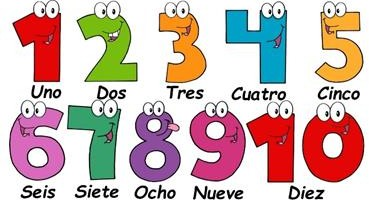 1 2 3 4 5
Uno Dos Tres Cuatro Cinco
6 7 8 9 10
Seis Siete Ocho Nueve Diez